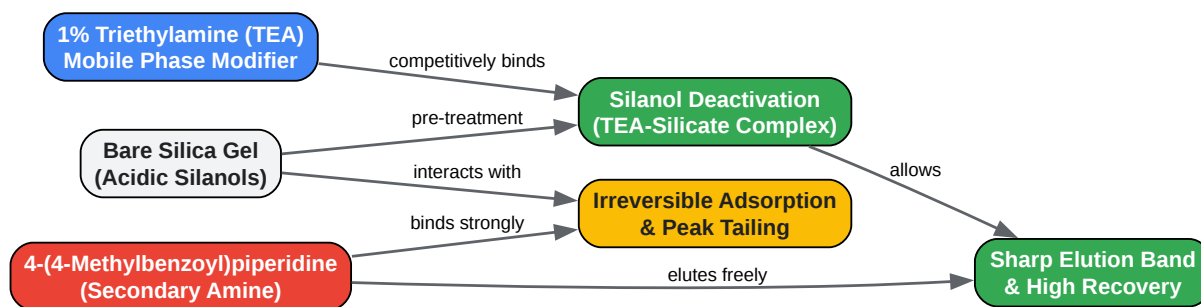 1% Triethylamine (TEA)
Mobile Phase Modifier
competitively binds
Silanol Deactivation
(TEA-Silicate Complex)
pre-treatment
Bare Silica Gel
(Acidic Silanols)
allows
interacts with
Irreversible Adsorption
& Peak Tailing
binds strongly
4-(4-Methylbenzoyl)piperidine
(Secondary Amine)
elutes freely
Sharp Elution Band
& High Recovery